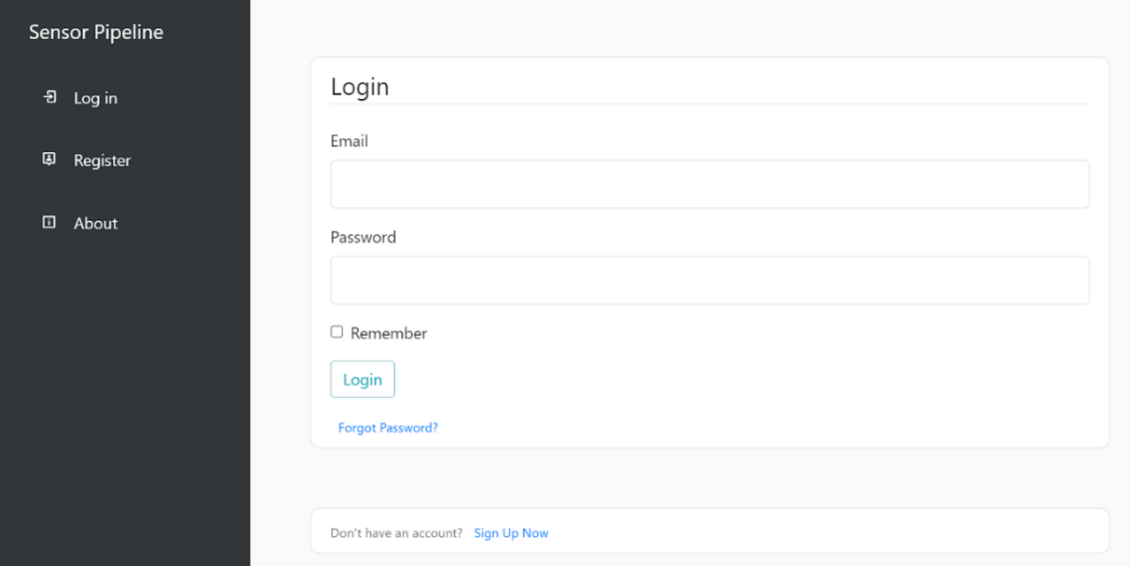 Sensor Pipeline
Log in
Register
About
Login
Email
Password
Remember
Login
Forgot Password?
Don't have an account? Sign Up Now